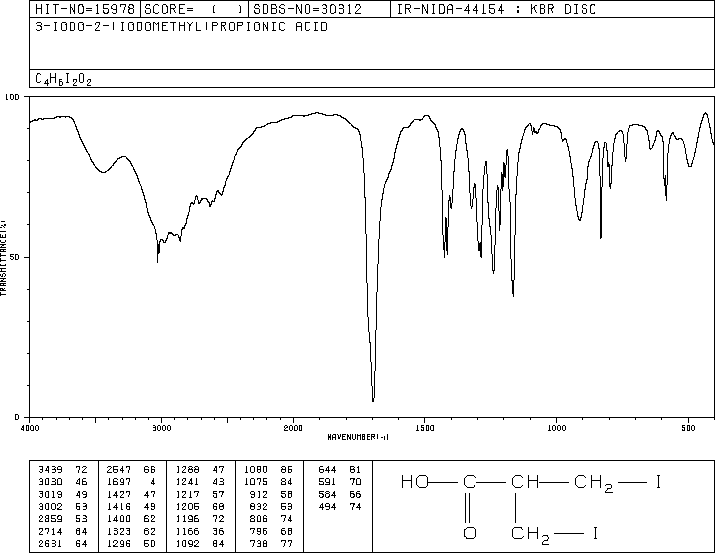 HIT-NO=15978 SCORE= ( ) SDBS-NO=30312 IR-NIDA-44154 : KBR DISC
3-IODO-2-(IODOMETHYL)PROPIONIC ACID
C₄H₆I₂O₂
100
50
0
TRANSMITTANCE(%)
4000 3000 2000 1500 1000 500
WAVENUMBER(-1)
3439 72 2547 66 1288 47 1080 86 644 81
3030 46 1697 4 1241 43 1075 84 591 70
3019 49 1427 47 1217 57 912 58 584 66
3002 53 1416 49 1205 68 832 53 494 74
2859 53 1400 62 1196 72 806 74
2714 64 1323 62 1166 36 796 68
2631 64 1296 50 1092 84 738 77
HO—C—CH—CH₂—I
O CH₂—I